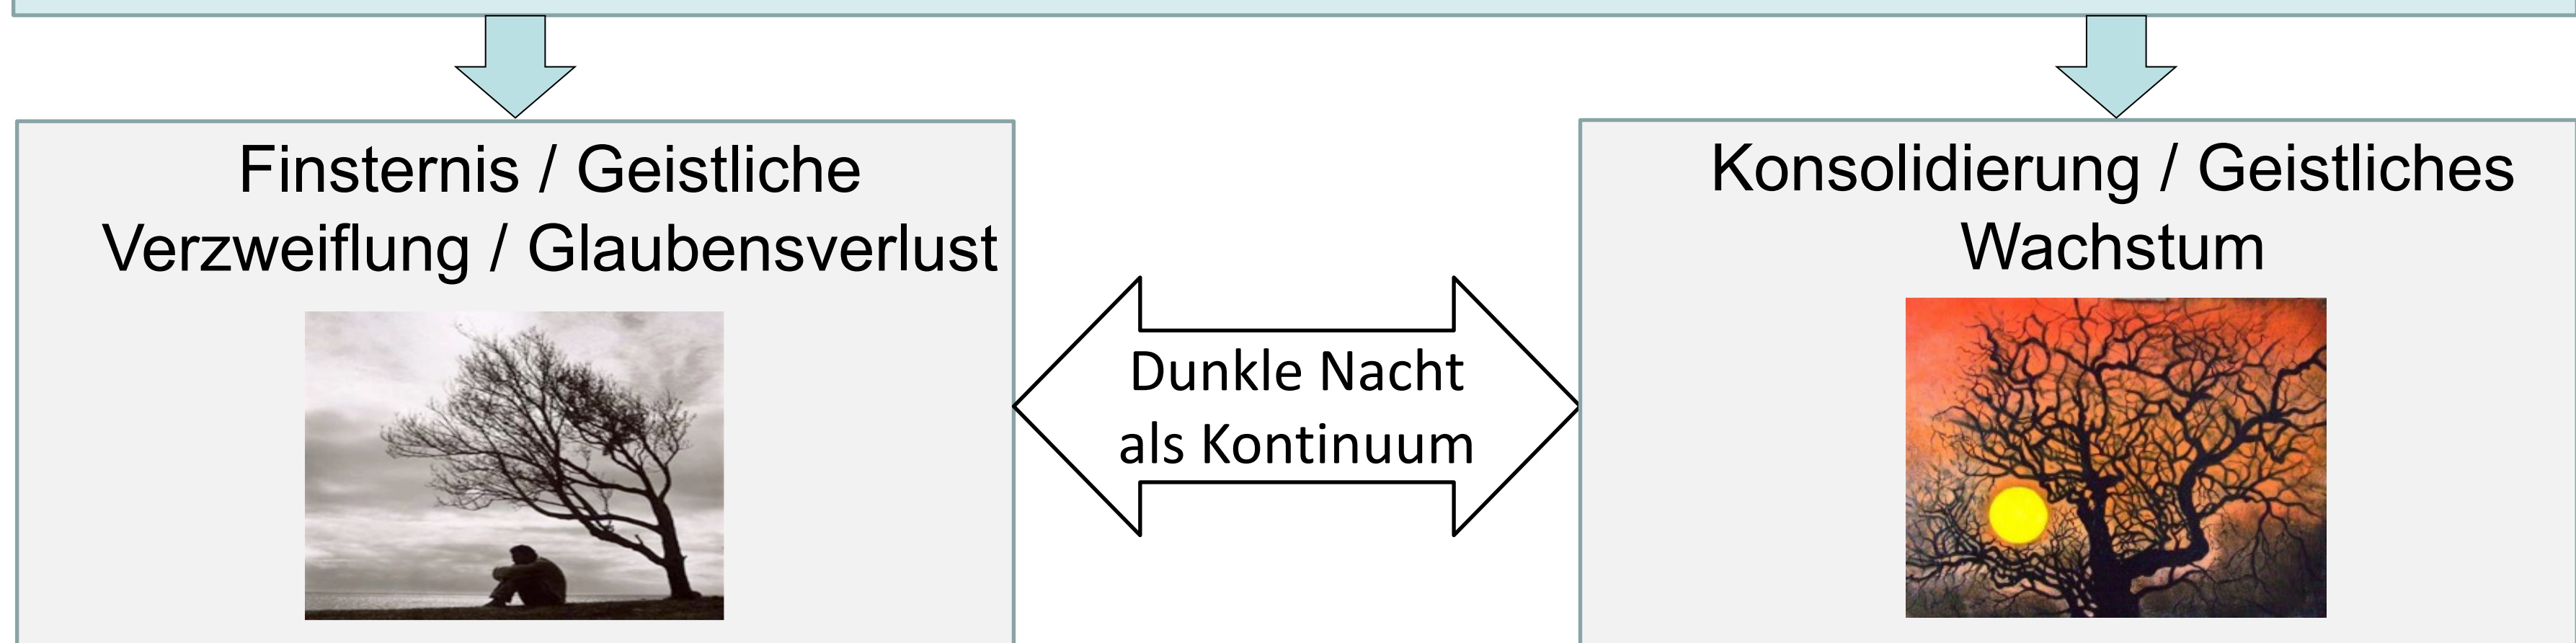 Finsternis / Geistliche
Verzweiflung / Glaubensverlust
Dunkle Nacht
als Kontinuum
Konsolidierung / Geistliches
Wachstum